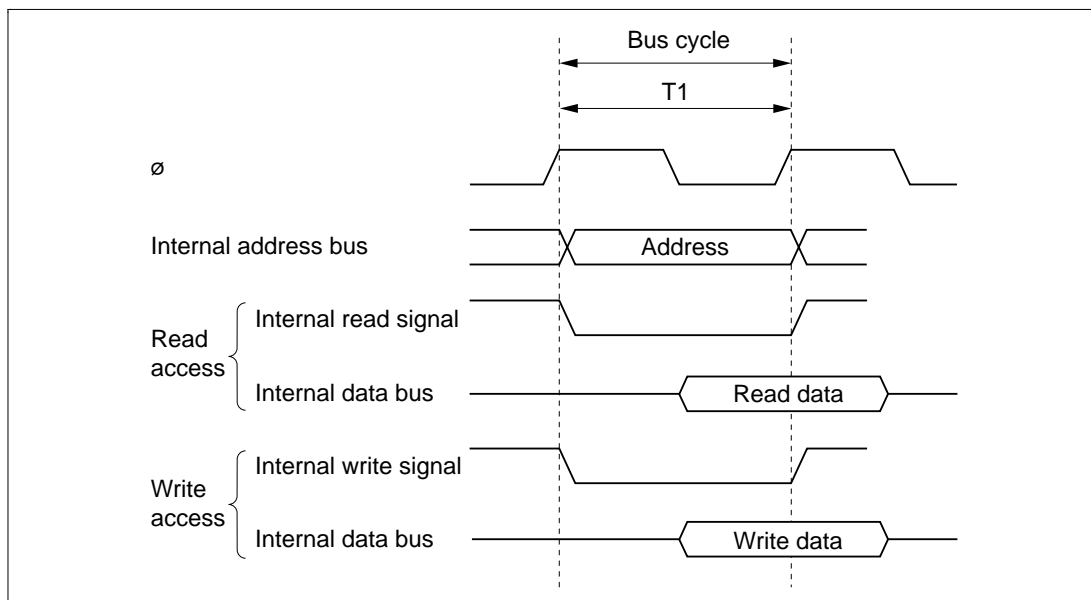 Bus cycle
T1
ø
Internal address bus
Address
Read
access
Internal read signal
Internal data bus
Read data
Write
access
Internal write signal
Internal data bus
Write data